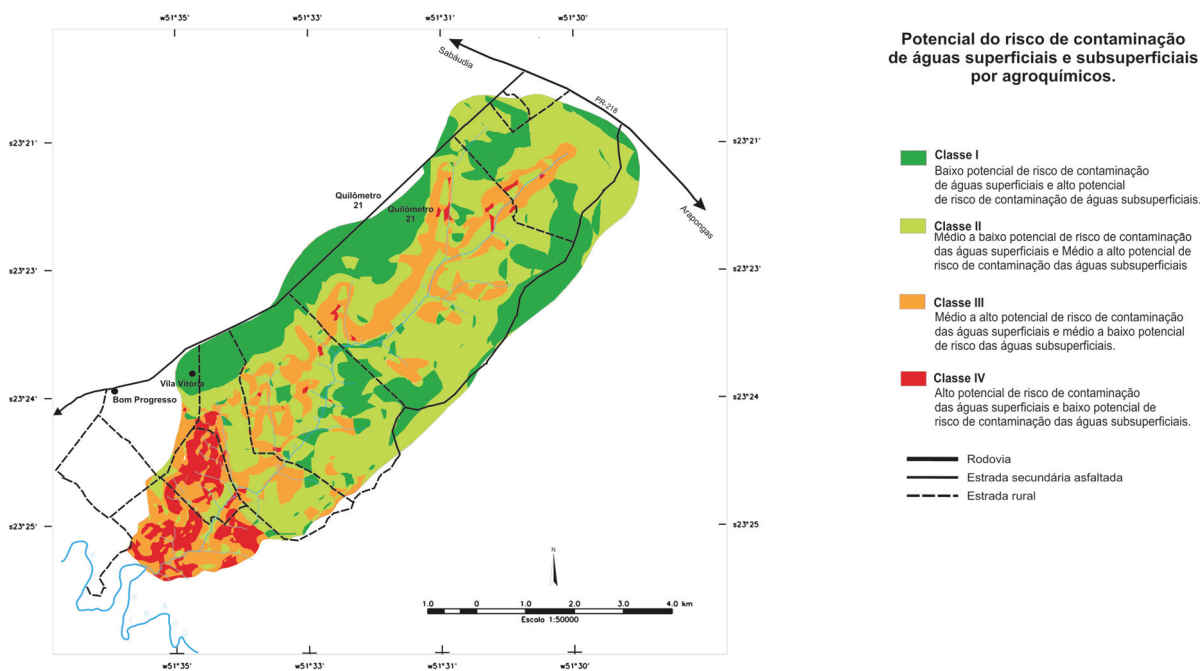 w51°35'
w51°33'
w51°31'
w51°30'
Sabáudia
PR-218
Arapongas
s23°21'
s23°21'
Quilômetro
21
Quilômetro
21
s23°23'
s23°23'
Vila Vitória
Bom Progresso
s23°24
s23°24
s23°25'
s23°25
N
1.0 0 1.0 2.0 3.0 4.0 km
Escala 1:50000
w51°35'
w51°33'
w51°31'
w51°30'
Potencial do risco de contaminação
de águas superficiais e subsuperficiais
por agroquímicos.
Classe I
Baixo potencial de risco de contaminação
de águas superficiais e alto potencial
de risco de contaminação de águas subsuperficiais.
Classe II
Médio a baixo potencial de risco de contaminação
das águas superficiais e Médio a alto potencial de
risco de contaminação das águas subsuperficiais
Classe III
Médio a alto potencial de risco de contaminação
das águas superficiais e médio a baixo potencial
de risco das águas subsuperficiais.
Classe IV
Alto potencial de risco de contaminação
das águas superficiais e baixo potencial de
risco de contaminação das águas subsuperficiais.
Rodovia
Estrada secundária asfaltada
Estrada rural